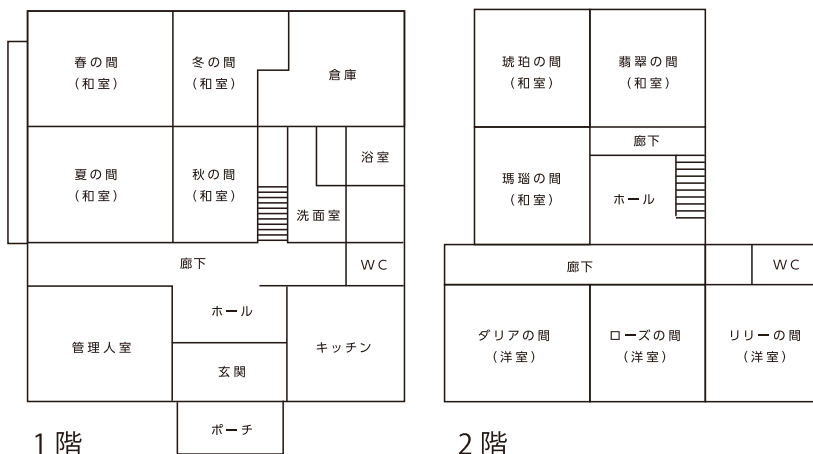 春の間
(和室)
冬の間
(和室)
倉庫
夏の間
(和室)
秋の間
(和室)
浴室
洗面室
廊下
WC
ホール
管理人室
キッチン
玄関
ポーチ
1階
琥珀の間
(和室)
翡翠の間
(和室)
廊下
瑪瑙の間
(和室)
ホール
廊下
WC
ダリアの間
(洋室)
ローズの間
(洋室)
リリーの間
(洋室)
2階